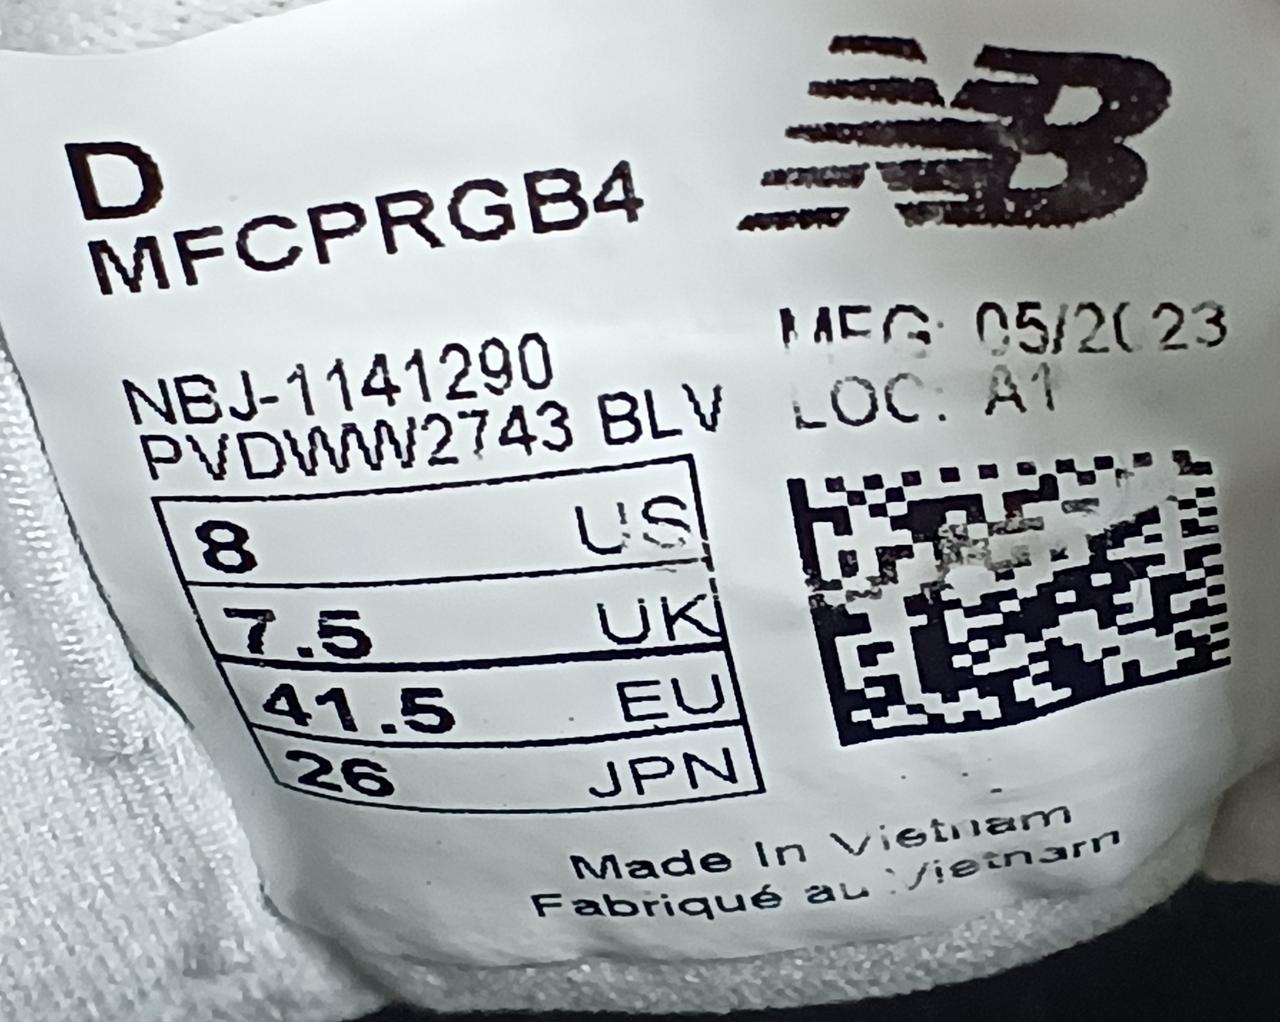 D
MFCPRGB4
NB
MFG: 05/2023
LOC: A1
NBJ-1141290
PVDWW2743 BLV
8 US
7.5 UK
41.5 EU
26 JPN
Made In Vietnam
Fabriqué au Vietnam